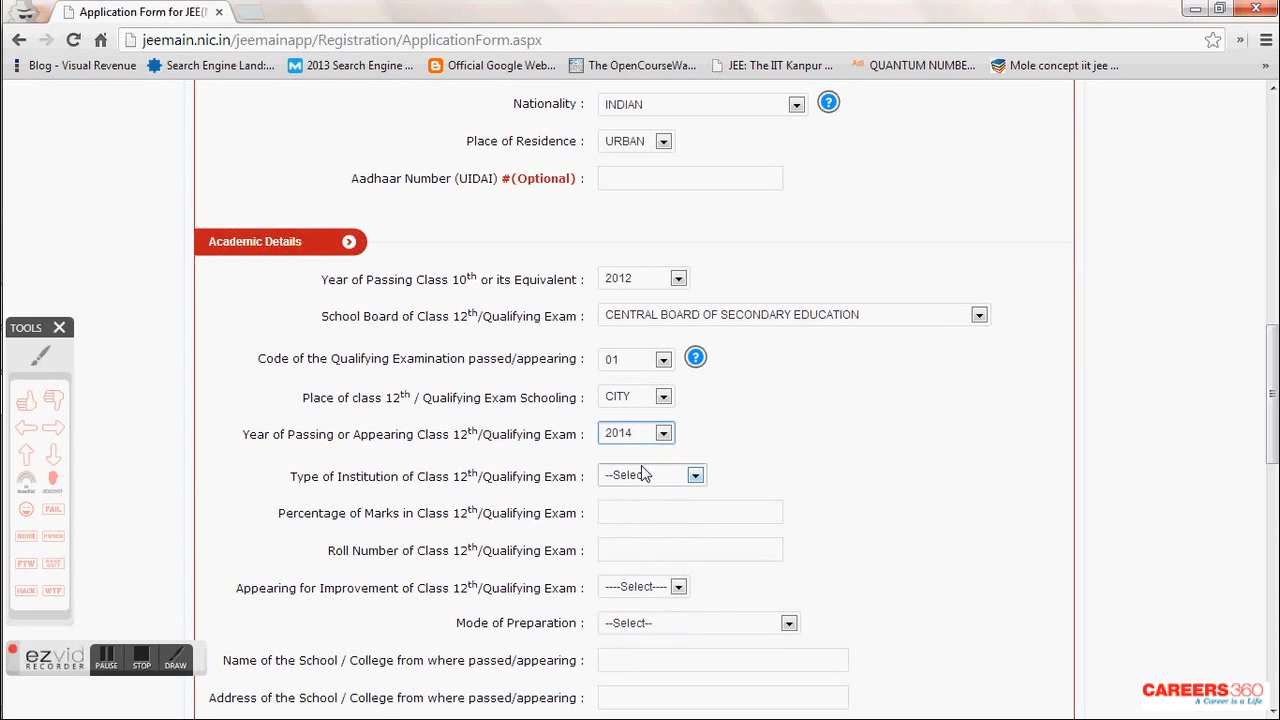 Application Form for JEE(M
jeemain.nic.in/jeemainapp/Registration/ApplicationForm.aspx
Blog - Visual Revenue Search Engine Land:... 2013 Search Engine ... Official Google Web... The OpenCourseWa... JEE: The IIT Kanpur ... QUANTUM NUMBE... Mole concept iit jee ...
Nationality : INDIAN
Place of Residence : URBAN
Aadhaar Number (UIDAI) #(Optional) :
Academic Details
Year of Passing Class 10th or its Equivalent : 2012
School Board of Class 12th/Qualifying Exam : CENTRAL BOARD OF SECONDARY EDUCATION
Code of the Qualifying Examination passed/appearing : 01
Place of class 12th / Qualifying Exam Schooling : CITY
Year of Passing or Appearing Class 12th/Qualifying Exam : 2014
TOOLS
Type of Institution of Class 12th/Qualifying Exam : --Select
Percentage of Marks in Class 12th/Qualifying Exam :
Roll Number of Class 12th/Qualifying Exam :
Appearing for Improvement of Class 12th/Qualifying Exam : ----Select----
Mode of Preparation : --Select--
Name of the School / College from where passed/appearing :
Address of the School / College from where passed/appearing :
FAIL
FTW
HACK WTF
ezvid
RECORDER
PAUSE STOP DRAW
CAREERS360
A Career is a Life